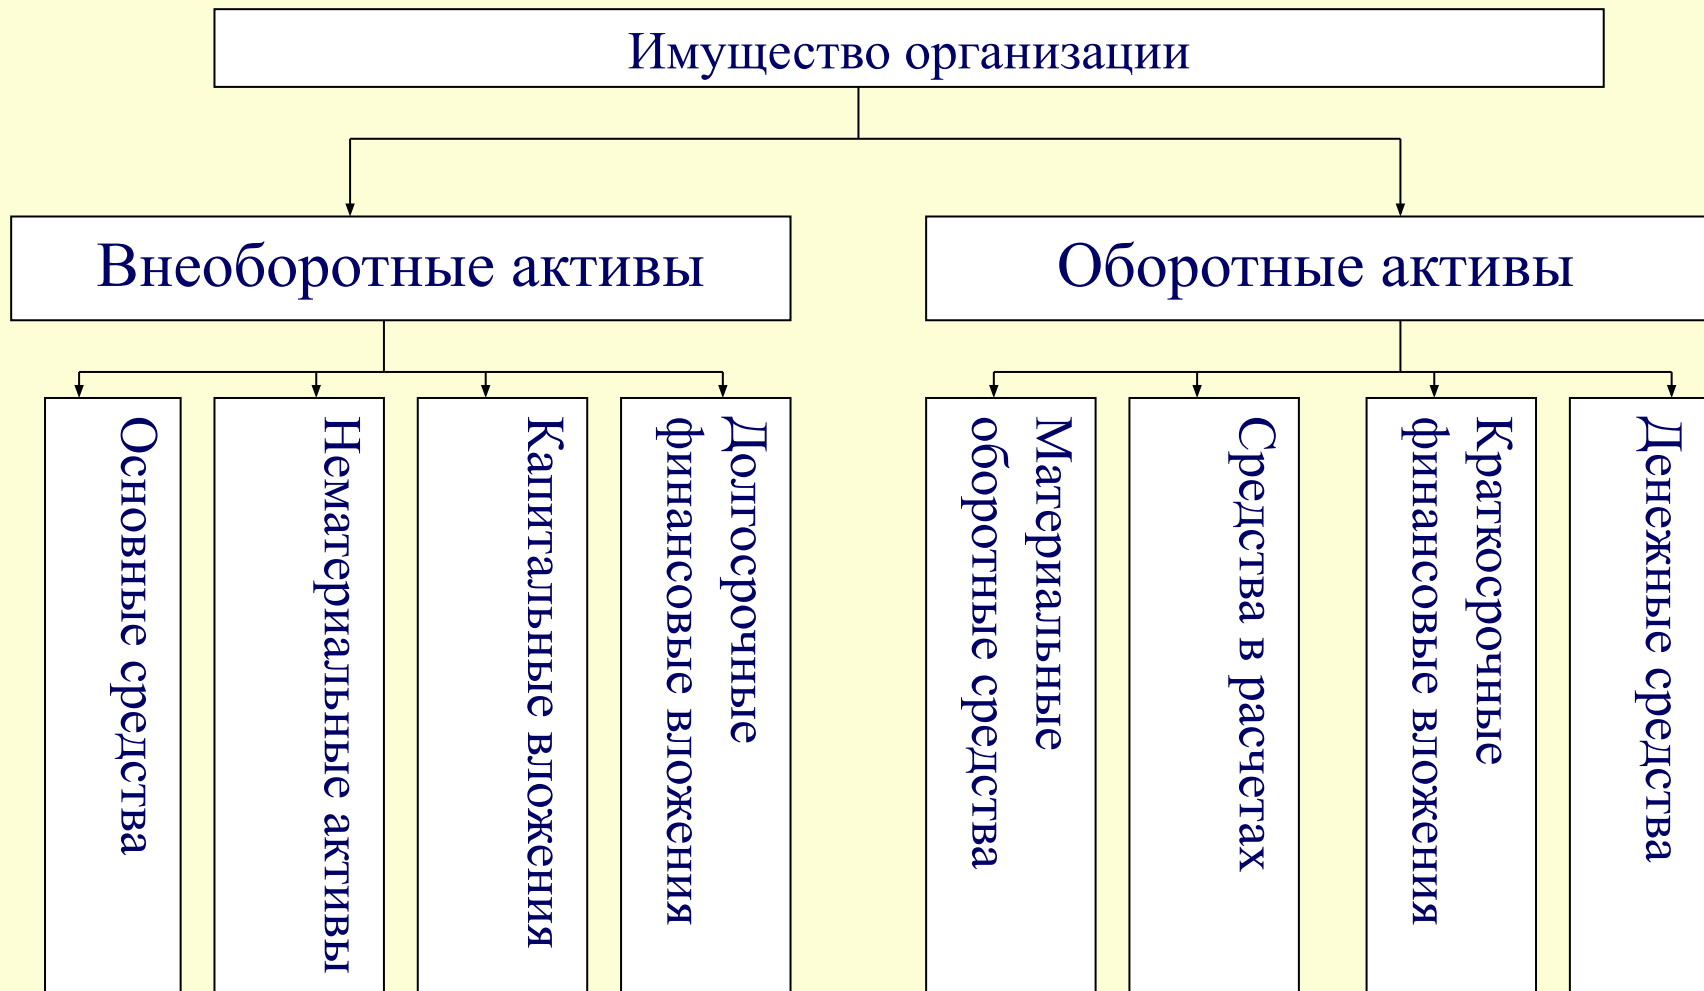 Имущество организации
Внеоборотные активы
Оборотные активы
Основные средства
Нематериальные активы
Капитальные вложения
Долгосрочные
финансовые вложения
Материальные
оборотные средства
Средства в расчетах
Краткосрочные
финансовые вложения
Денежные средства